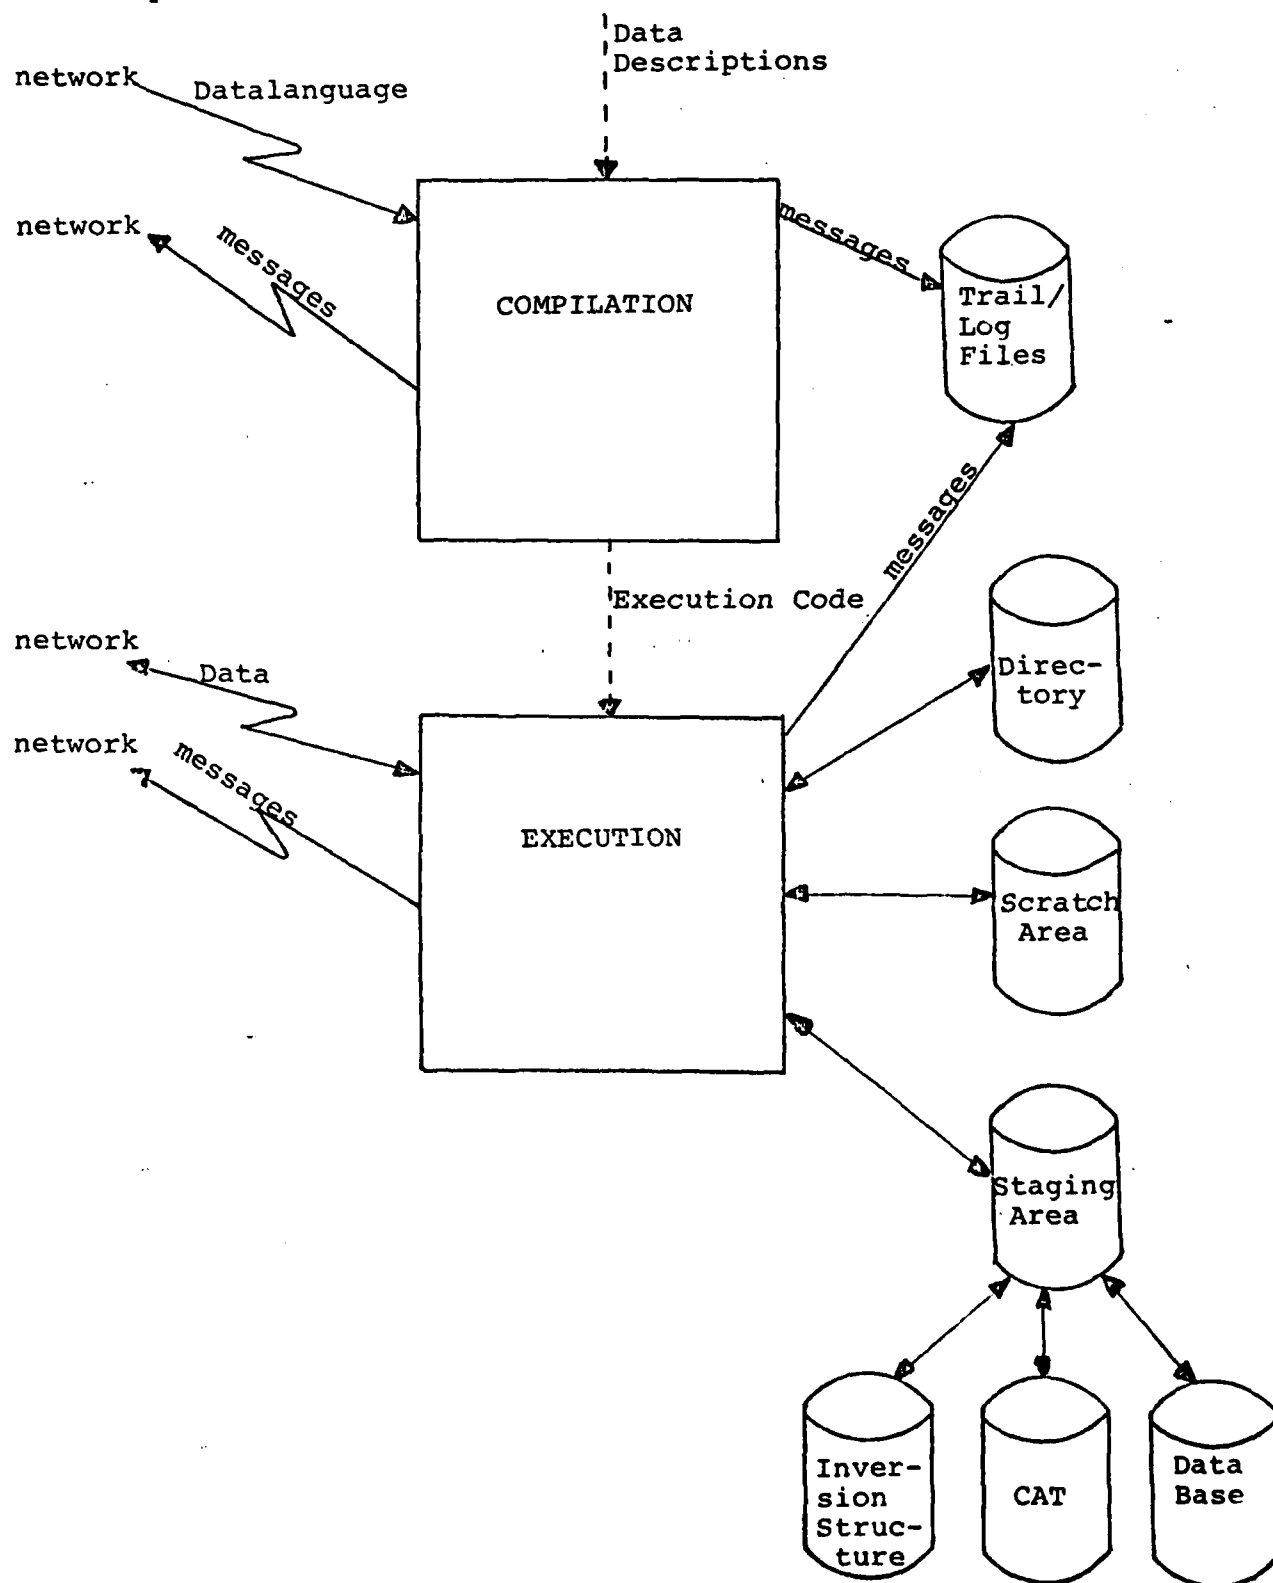 Data
Descriptions
network
Datalanguage
network
messages
messages
COMPILATION
Trail/
Log
Files
messages
Execution Code
network
Data
Direc-
tory
network
messages
EXECUTION
Scratch
Area
Staging
Area
Inver-
sion
Struc-
ture
CAT
Data
Base